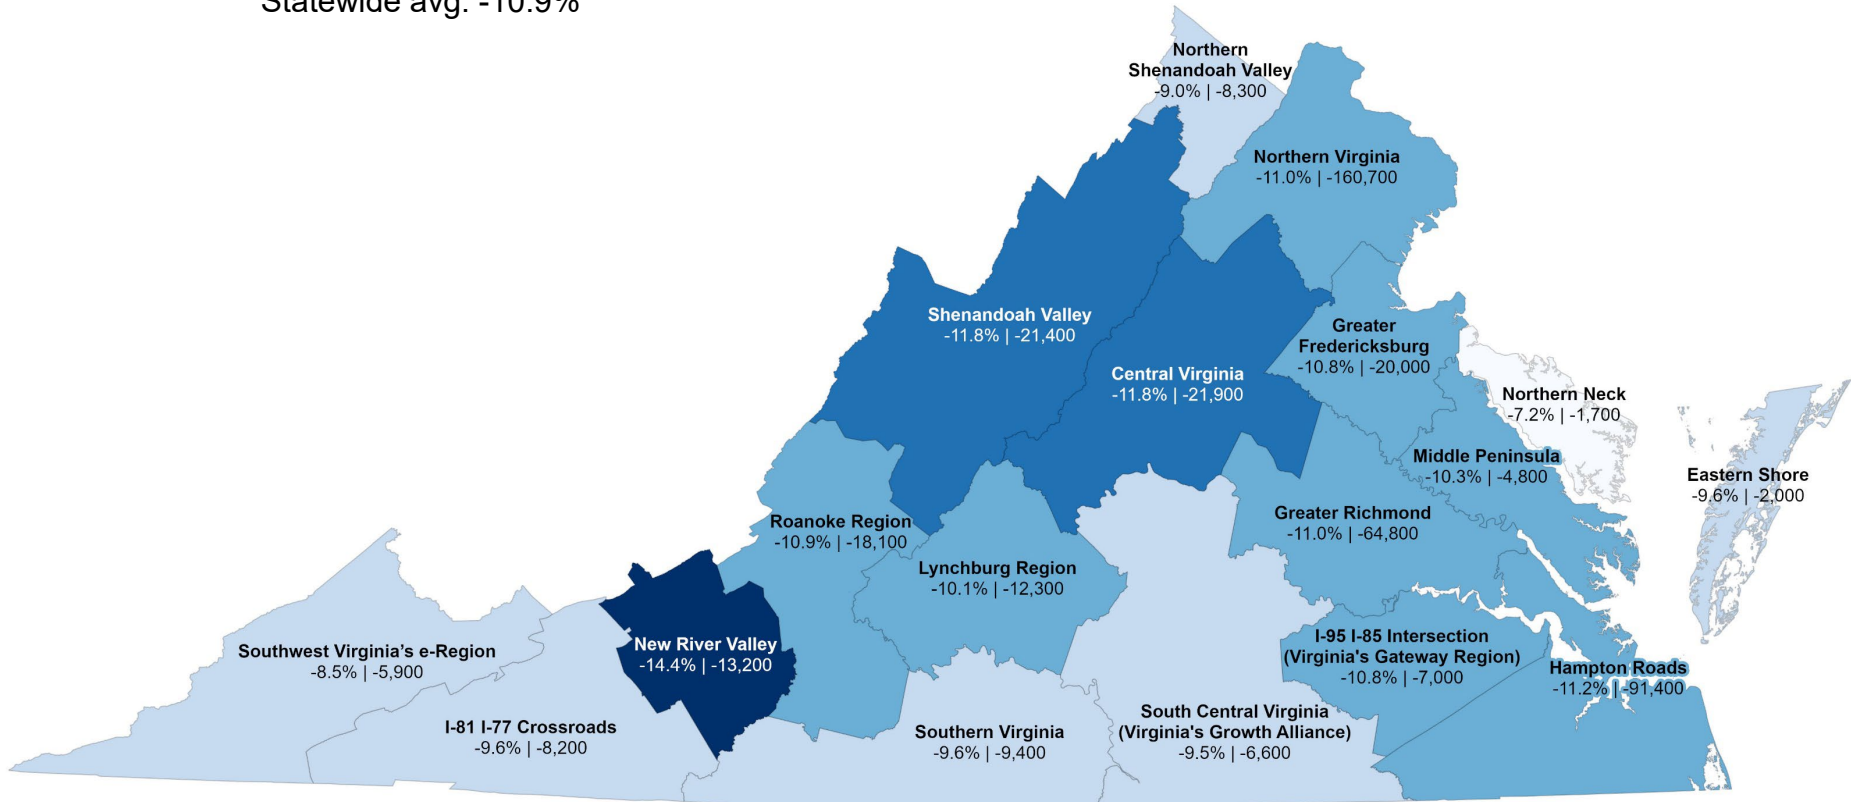 Statewide avg. -10.9%
Northern
Shenandoah Valley
-9.0% | -8,300
Northern Virginia
-11.0% | -160,700
Shenandoah Valley
-11.8% | -21,400
Central Virginia
-11.8% | -21,900
Greater
Fredericksburg
-10.8% | -20,000
Northern Neck
-7.2% | -1,700
Middle Peninsula
-10.3% | -4,800
Eastern Shore
-9.6% | -2,000
Roanoke Region
-10.9% | -18,100
Lynchburg Region
-10.1% | -12,300
Greater Richmond
-11.0% | -64,800
New River Valley
-14.4% | -13,200
Southwest Virginia’s e-Region
-8.5% | -5,900
I-95 I-85 Intersection
(Virginia's Gateway Region)
-10.8% | -7,000
Hampton Roads
-11.2% | -91,400
I-81 I-77 Crossroads
-9.6% | -8,200
Southern Virginia
-9.6% | -9,400
South Central Virginia
(Virginia's Growth Alliance)
-9.5% | -6,600